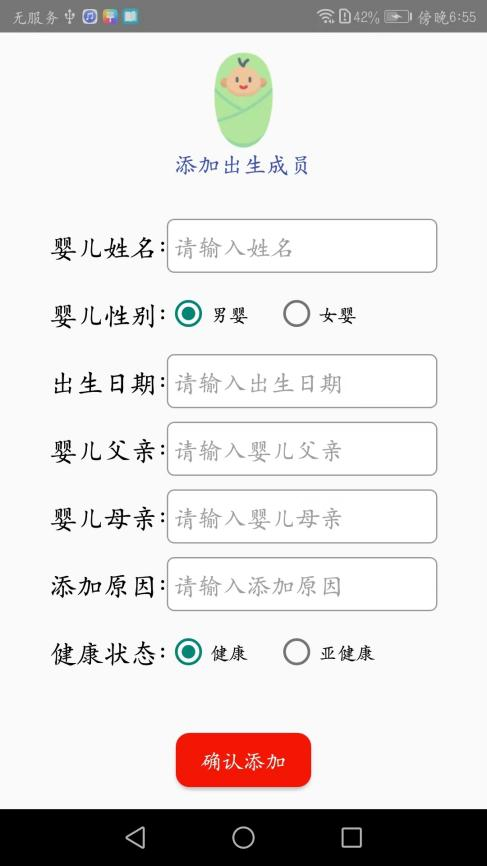 无服务 42% 傍晚6:55
添加出生成员
婴儿姓名: 请输入姓名
婴儿性别: 男婴 女婴
出生日期: 请输入出生日期
婴儿父亲: 请输入婴儿父亲
婴儿母亲: 请输入婴儿母亲
添加原因: 请输入添加原因
健康状态: 健康 亚健康
确认添加